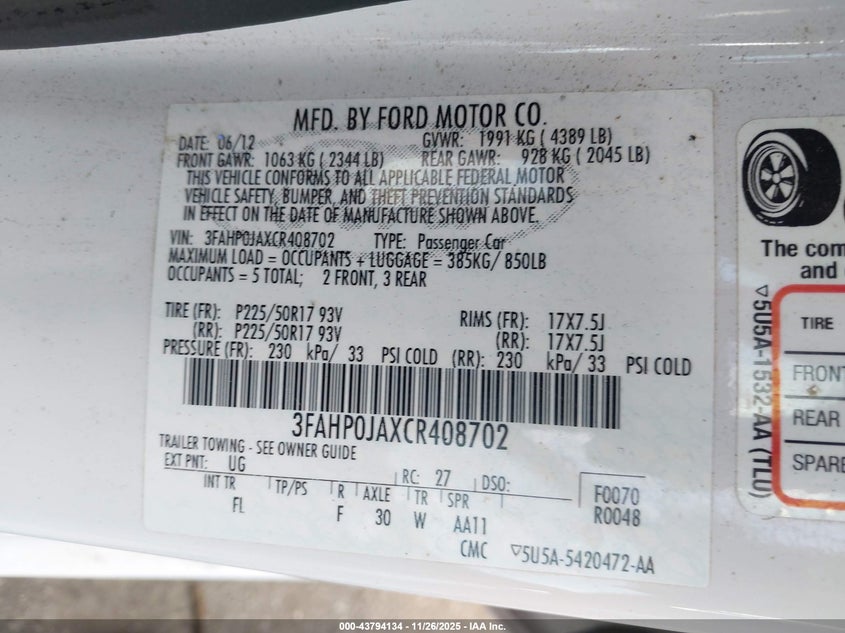 MFD. BY FORD MOTOR CO.
DATE: 06/12 GVWR: 1991 KG ( 4389 LB)
FRONT GAWR: 1063 KG ( 2344 LB) REAR GAWR: 928 KG ( 2045 LB)
THIS VEHICLE CONFORMS TO ALL APPLICABLE FEDERAL MOTOR
VEHICLE SAFETY, BUMPER, AND THEFT PREVENTION STANDARDS
IN EFFECT ON THE DATE OF MANUFACTURE SHOWN ABOVE.
VIN: 3FAHP0JAXCR408702 TYPE: Passenger Car
MAXIMUM LOAD = OCCUPANTS + LUGGAGE = 385KG/ 850LB
OCCUPANTS = 5 TOTAL; 2 FRONT, 3 REAR
TIRE (FR): P225/50R17 93V RIMS (FR): 17X7.5J
(RR): P225/50R17 93V (RR): 17X7.5J
PRESSURE (FR): 230 kPa/ 33 PSI COLD (RR): 230 kPa/ 33 PSI COLD
3FAHP0JAXCR408702
TRAILER TOWING - SEE OWNER GUIDE
EXT PNT: UG RC: 27 DSO: F0070
INT TR TP/PS R AXLE TR SPR R0048
FL F 30 W AA11
CMC ▽5U5A-5420472-AA
The com
and
▽5U5A-1532-AA (TLU)
TIRE
FRONT
REAR
SPARE
000-43794134 | 11/26/2025 | IAA Inc.